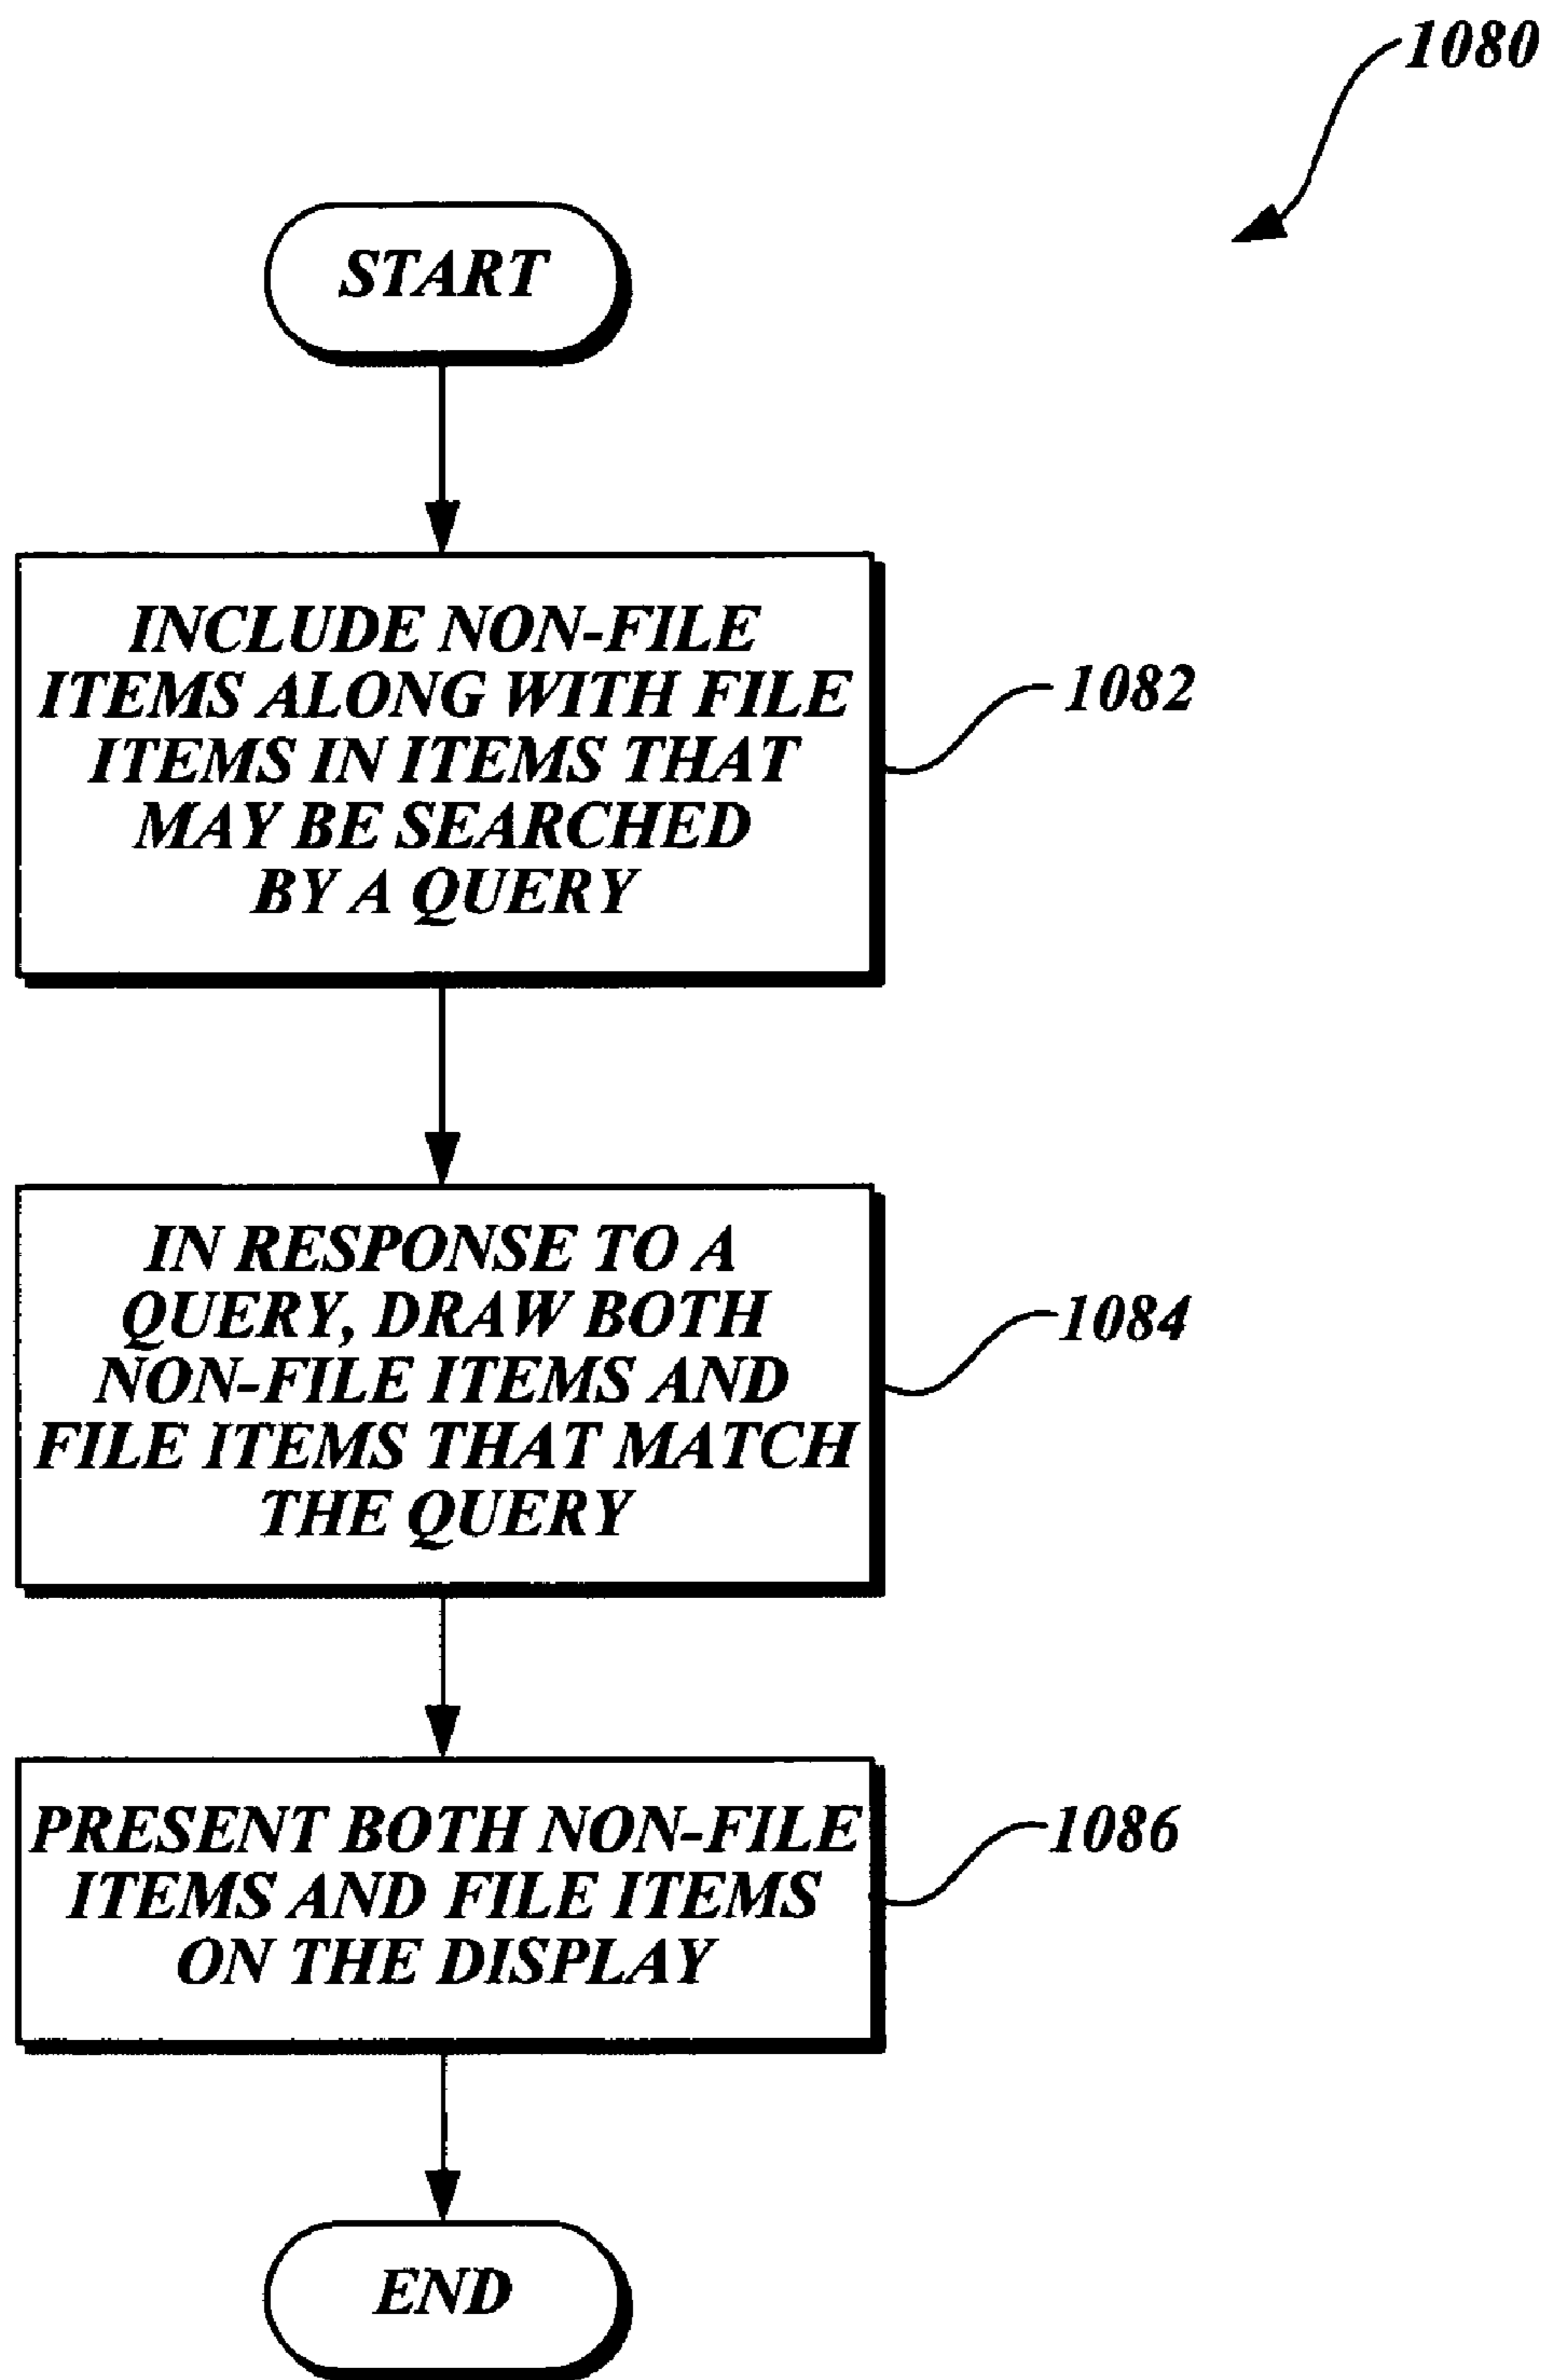 1080
START
INCLUDE NON-FILE
ITEMS ALONG WITH FILE
ITEMS IN ITEMS THAT
MAY BE SEARCHED
BY A QUERY
1082
IN RESPONSE TO A
QUERY, DRAW BOTH
NON-FILE ITEMS AND
FILE ITEMS THAT MATCH
THE QUERY
1084
PRESENT BOTH NON-FILE
ITEMS AND FILE ITEMS
ON THE DISPLAY
1086
END